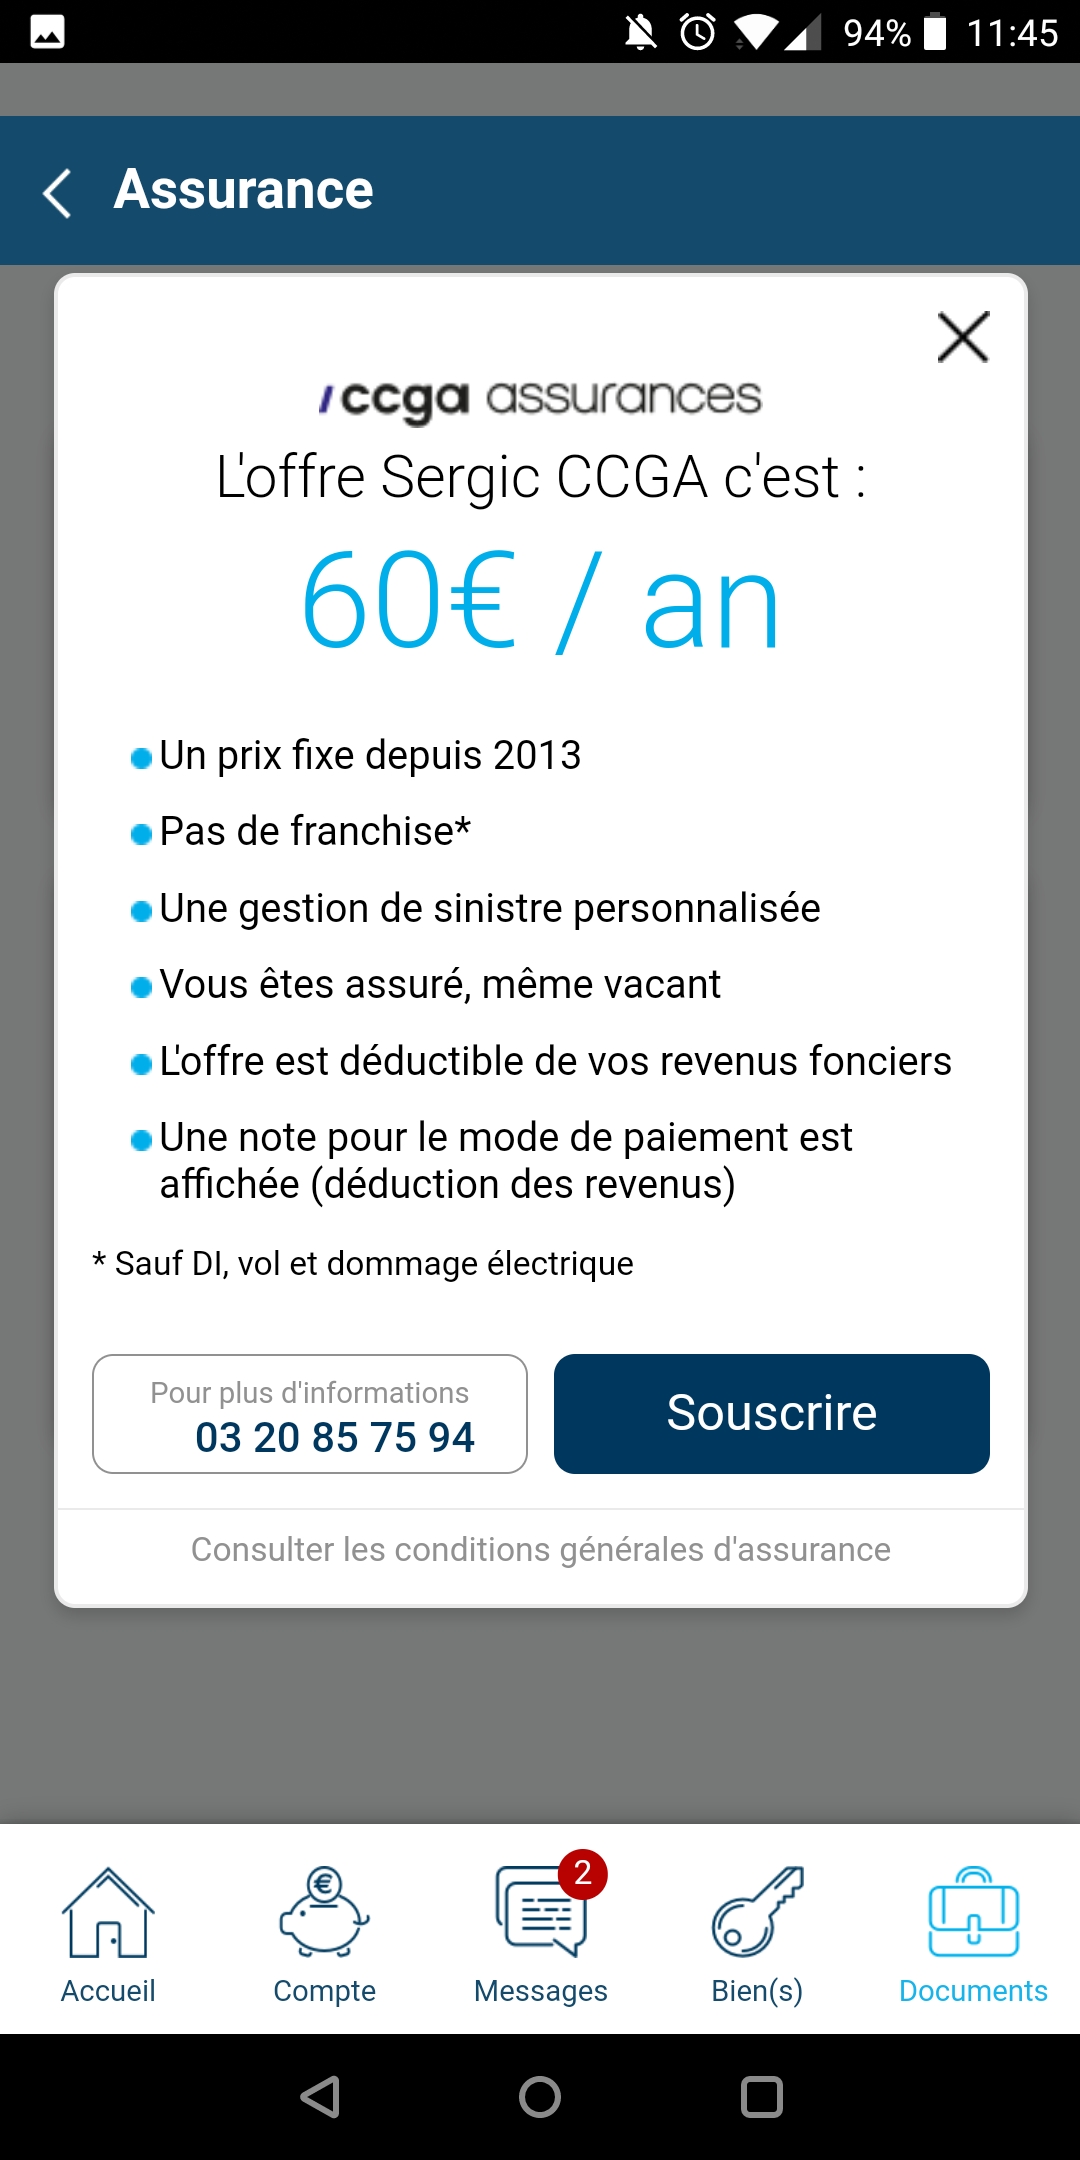 94% 11:45
Assurance
ccga assurances
L'offre Sergic CCGA c'est :
60€ / an
Un prix fixe depuis 2013
Pas de franchise*
Une gestion de sinistre personnalisée
Vous êtes assuré, même vacant
L'offre est déductible de vos revenus fonciers
Une note pour le mode de paiement est
affichée (déduction des revenus)
* Sauf DI, vol et dommage électrique
Pour plus d'informations
03 20 85 75 94
Souscrire
Consulter les conditions générales d'assurance
2
Accueil Compte Messages Bien(s) Documents